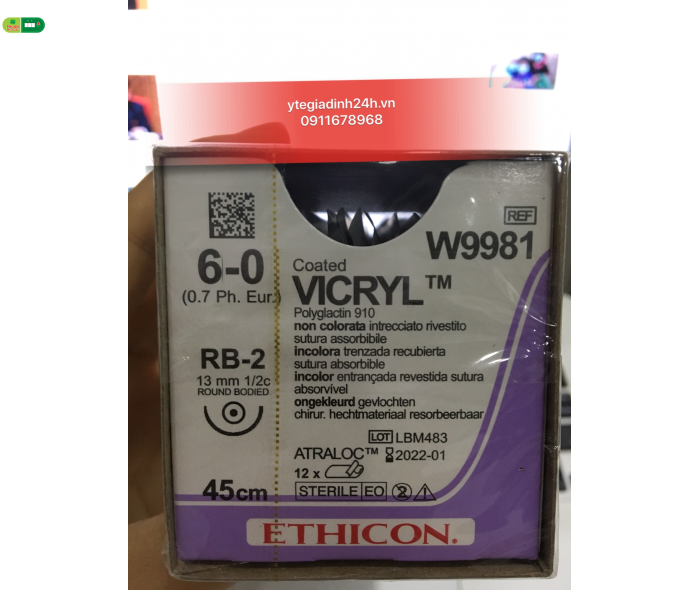 ytegiadinh24h.vn
0911678968
REF
W9981
6-0
(0.7 Ph. Eur.)
Coated
VICRYL™
Polyglactin 910
non colorata intrecciato rivestito
sutura assorbibile
incolora trenzada recubierta
sutura absorbible
incolor entrançada revestida sutura
absorvível
ongekleurd gevlochten
chirur. hechtmateriaal resorbeerbaar
RB-2
13 mm 1/2c
ROUND BODIED
LOT LBM483
ATRALOC™ 2022-01
12 x
45cm
STERILE EO 2
ETHICON®